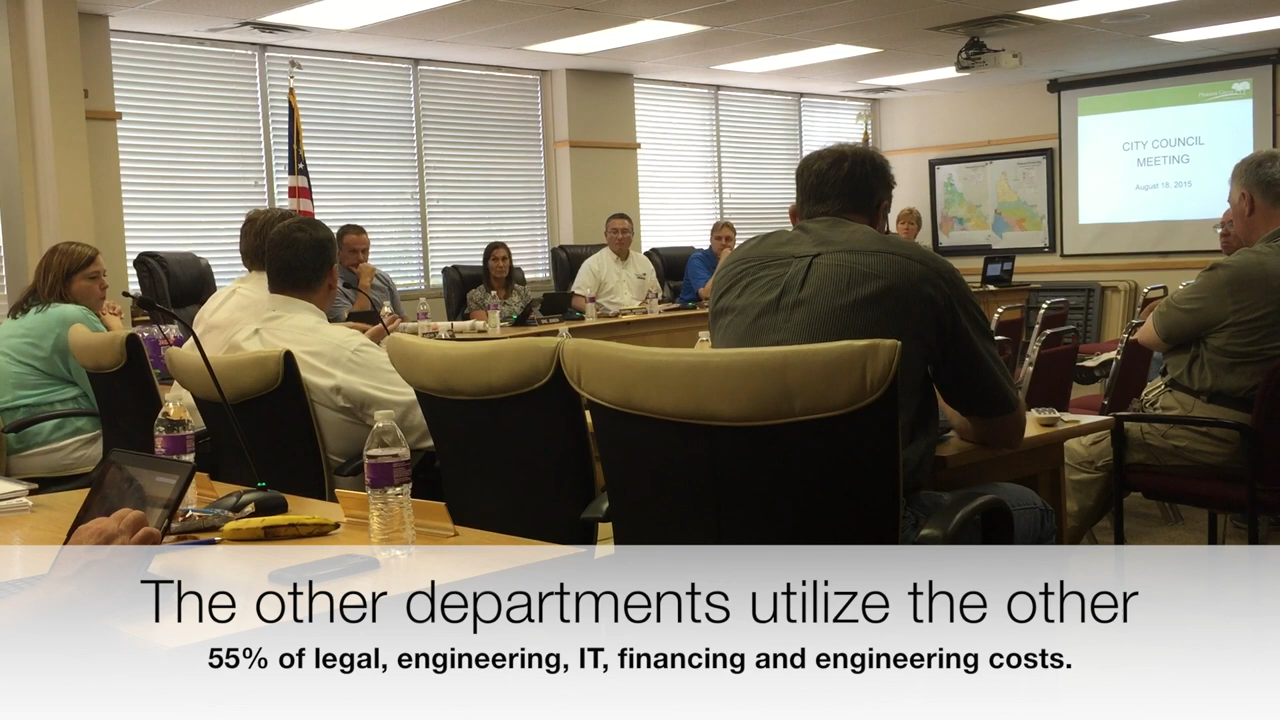 CITY COUNCIL
MEETING
August 18, 2015
The other departments utilize the other
55% of legal, engineering, IT, financing and engineering costs.